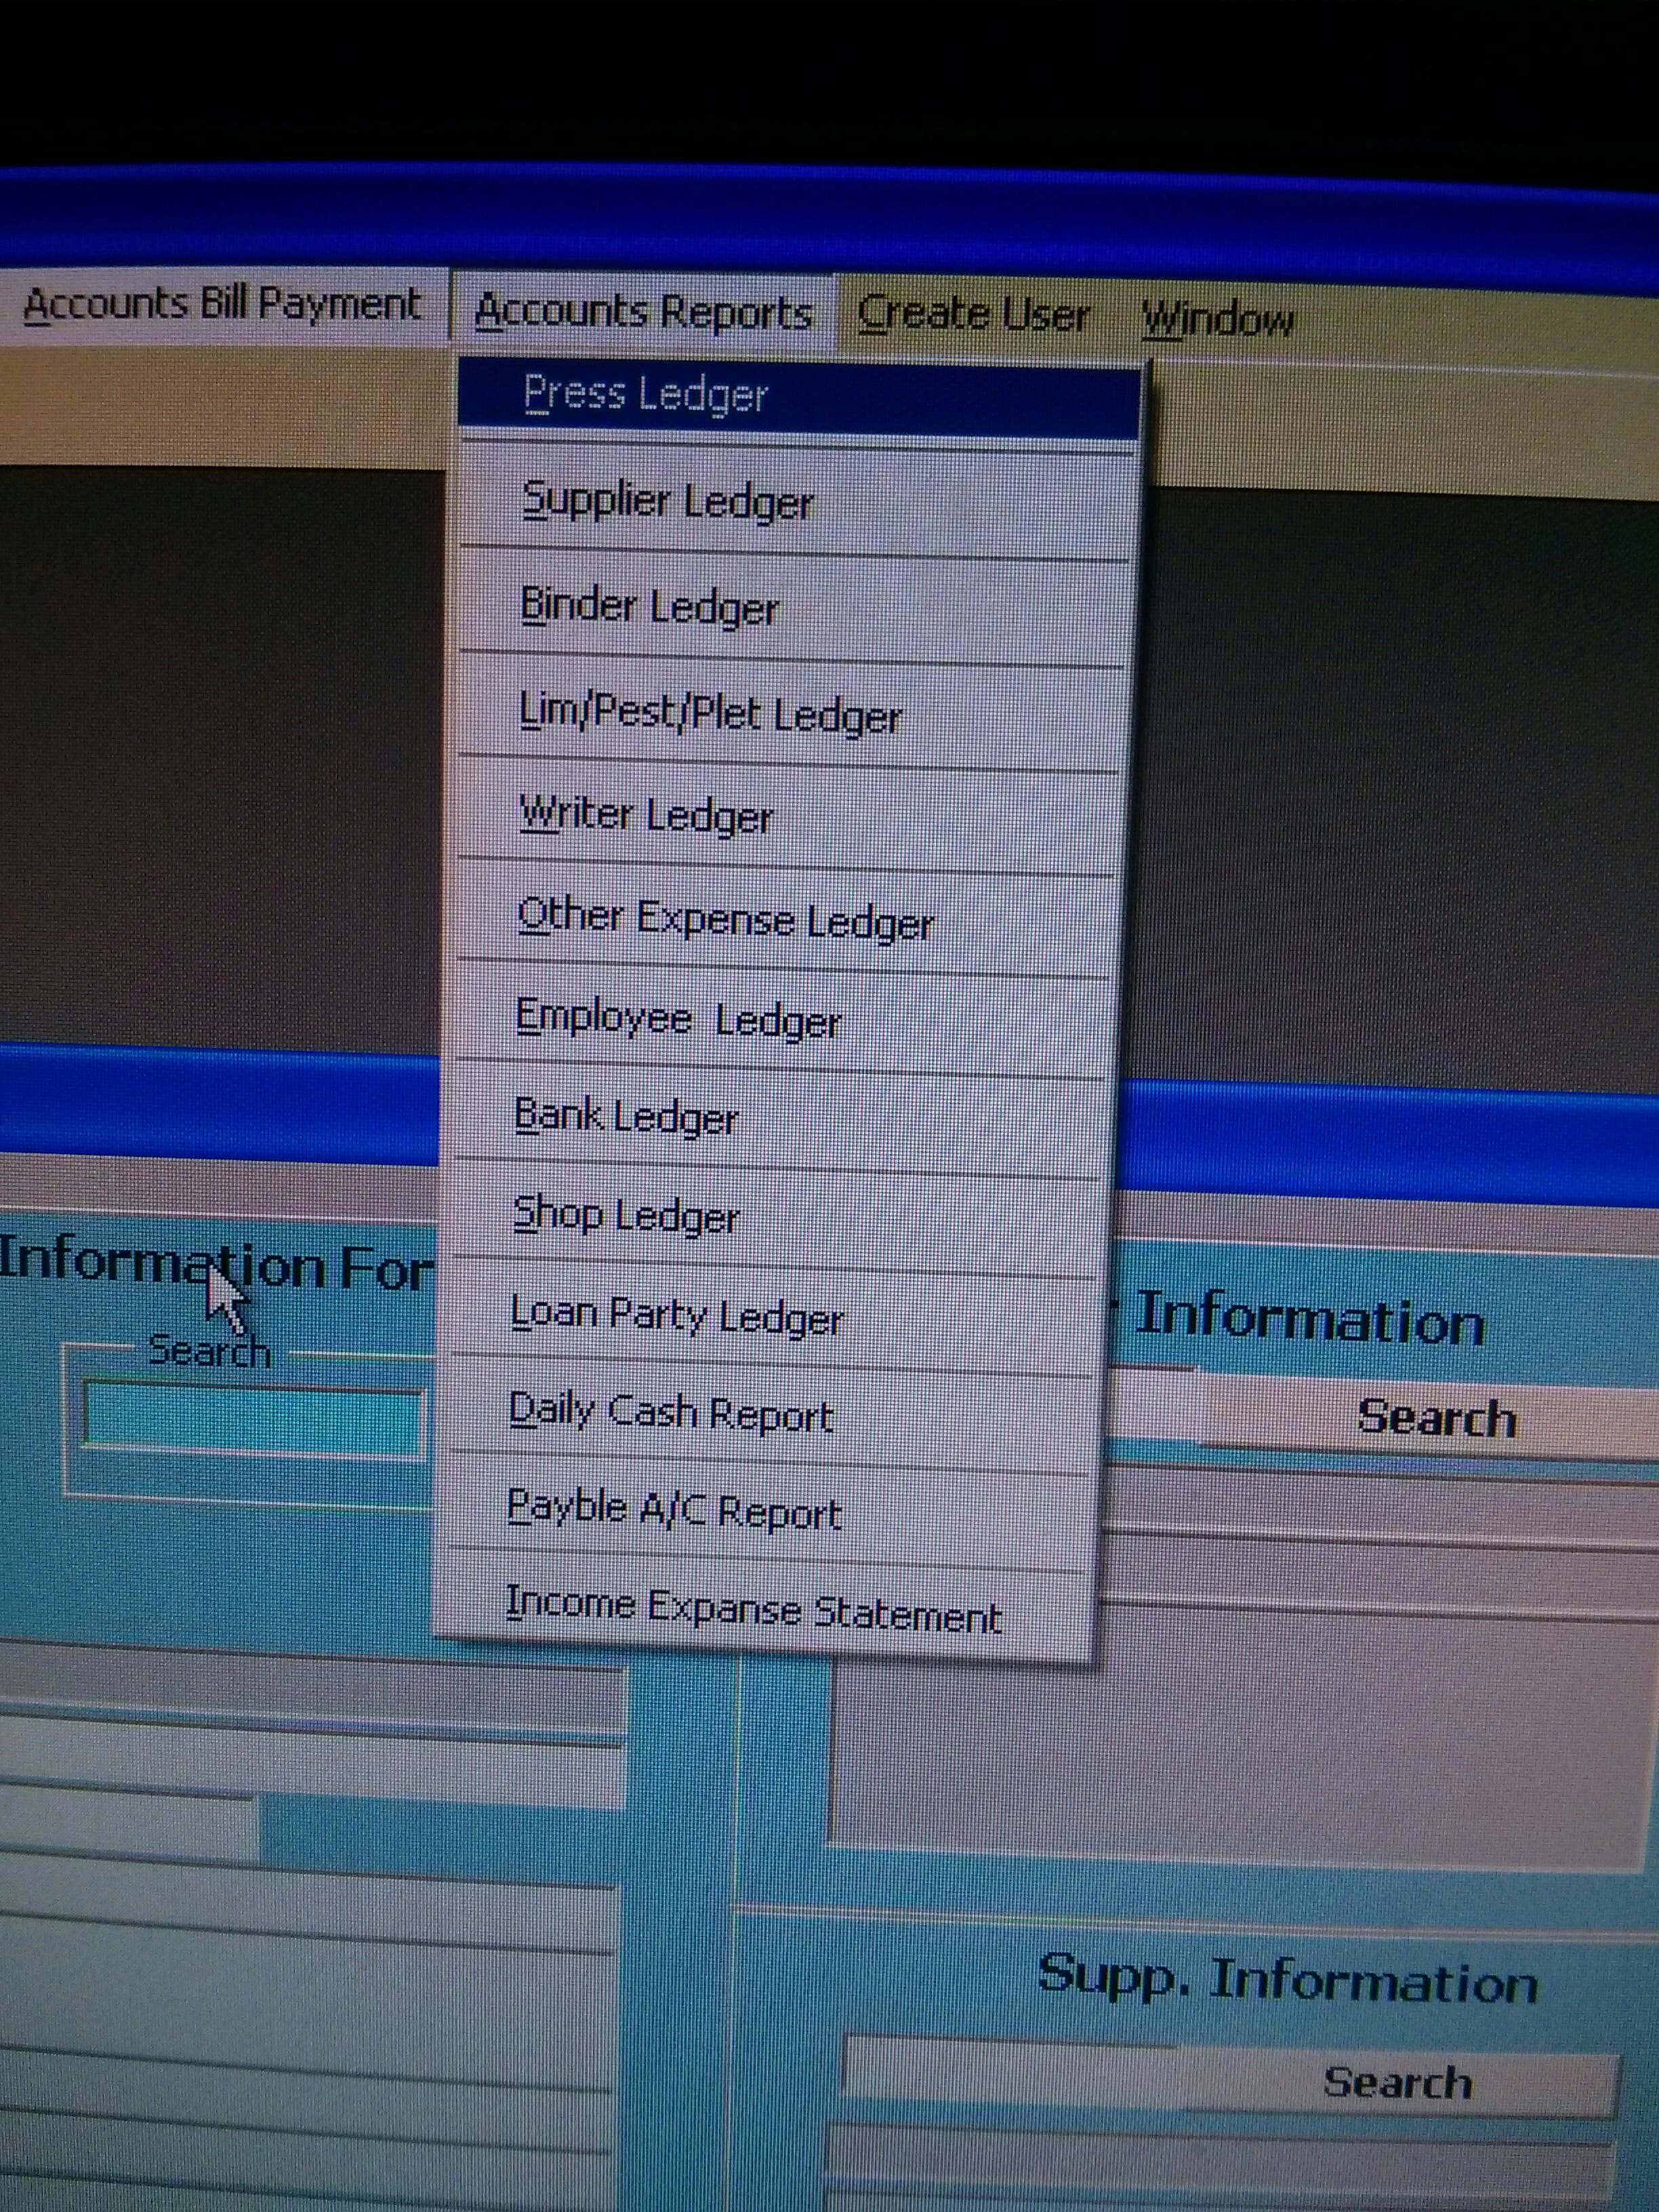 Accounts Bill Payment Accounts Reports Create User Window
Press Ledger
Supplier Ledger
Binder Ledger
Lim/Pest/Plet Ledger
Writer Ledger
Other Expense Ledger
Employee Ledger
Bank Ledger
Shop Ledger
Loan Party Ledger
Daily Cash Report
Payble A/C Report
Income Expanse Statement
Information For
Search
Information
Search
Supp. Information
Search